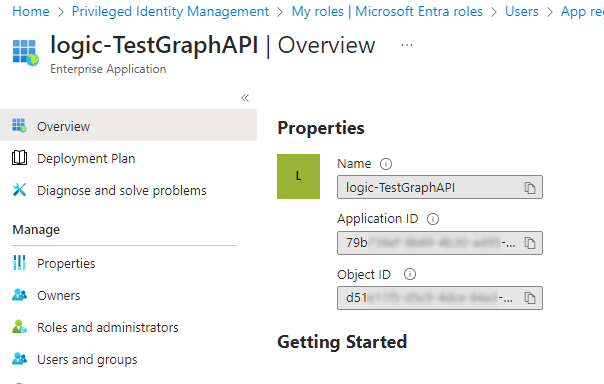 Home > Privileged Identity Management > My roles | Microsoft Entra roles > Users > App re
logic-TestGraphAPI | Overview ...
Enterprise Application
«
Overview
Deployment Plan
Diagnose and solve problems
Manage
Properties
Owners
Roles and administrators
Users and groups
Properties
L
Name
logic-TestGraphAPI
Application ID
79b
Object ID
d51
Getting Started